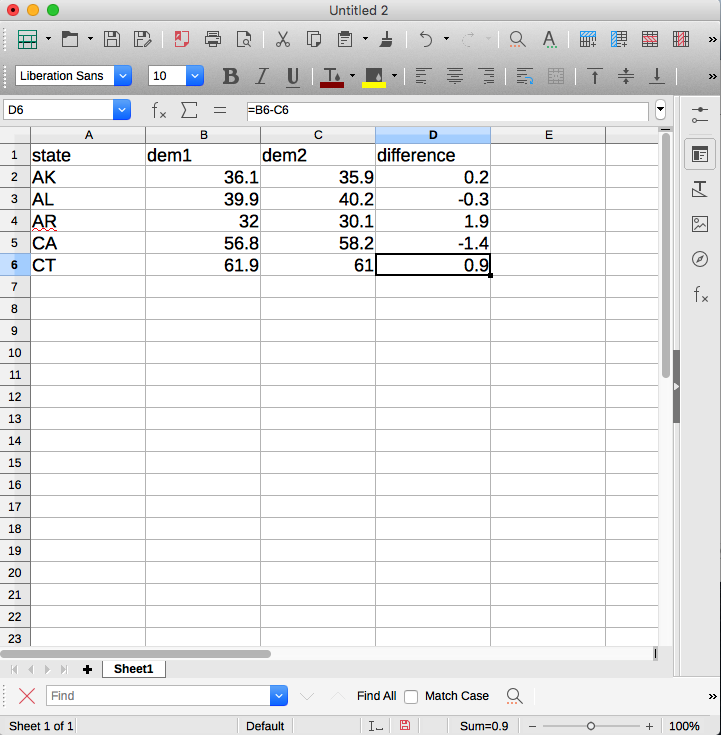 Untitled 2
Liberation Sans 10 B I U
D6 =B6-C6
A B C D E
1 state dem1 dem2 difference
2 AK 36.1 35.9 0.2
3 AL 39.9 40.2 -0.3
4 AR 32 30.1 1.9
5 CA 56.8 58.2 -1.4
6 CT 61.9 61 0.9
7
8
9
10
11
12
13
14
15
16
17
18
19
20
21
22
23
Sheet1
Find Find All Match Case
Sheet 1 of 1 Default Sum=0.9 100%